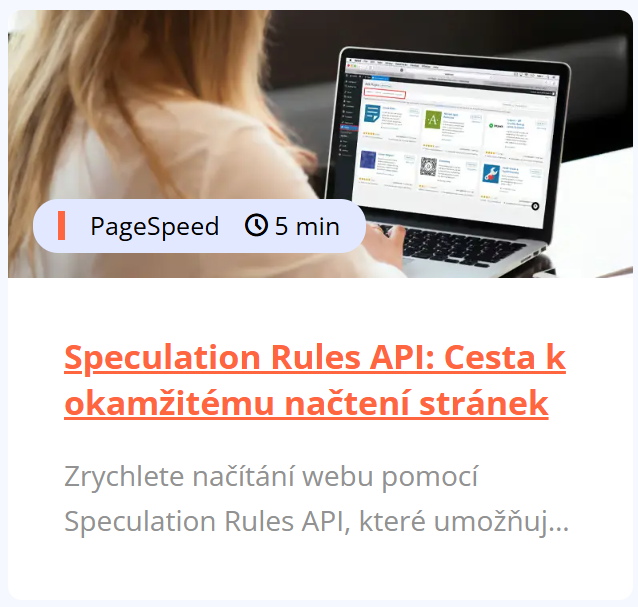 PageSpeed 5 min
Speculation Rules API: Cesta k
okamžitému načtení stránek
Zrychlete načítání webu pomocí
Speculation Rules API, které umožňuj...